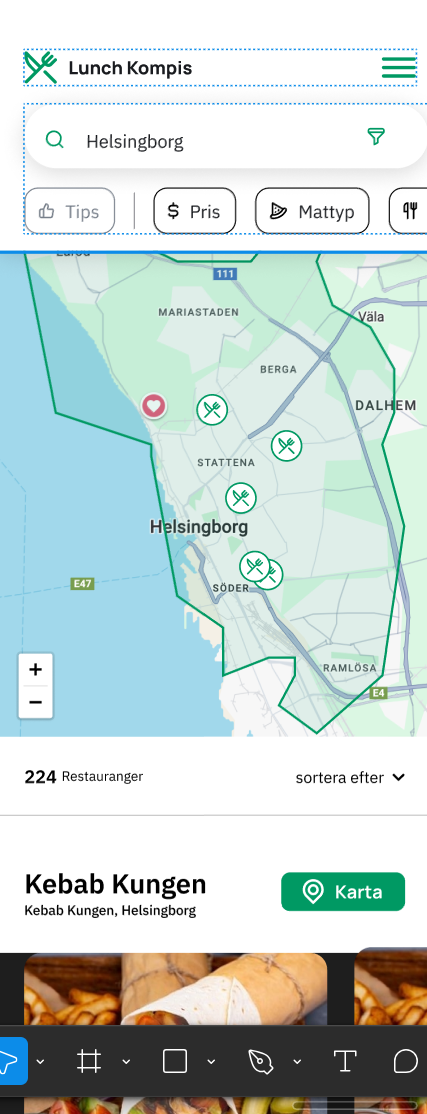 Lunch Kompis
Helsingborg
Tips
$ Pris
Mattyp
111
MARIASTADEN
Väla
BERGA
DALHEM
STATTENA
Helsingborg
E47
SÖDER
RAMLÖSA
E4
+
−
224 Restauranger
sortera efter
Kebab Kungen
Kebab Kungen, Helsingborg
Karta